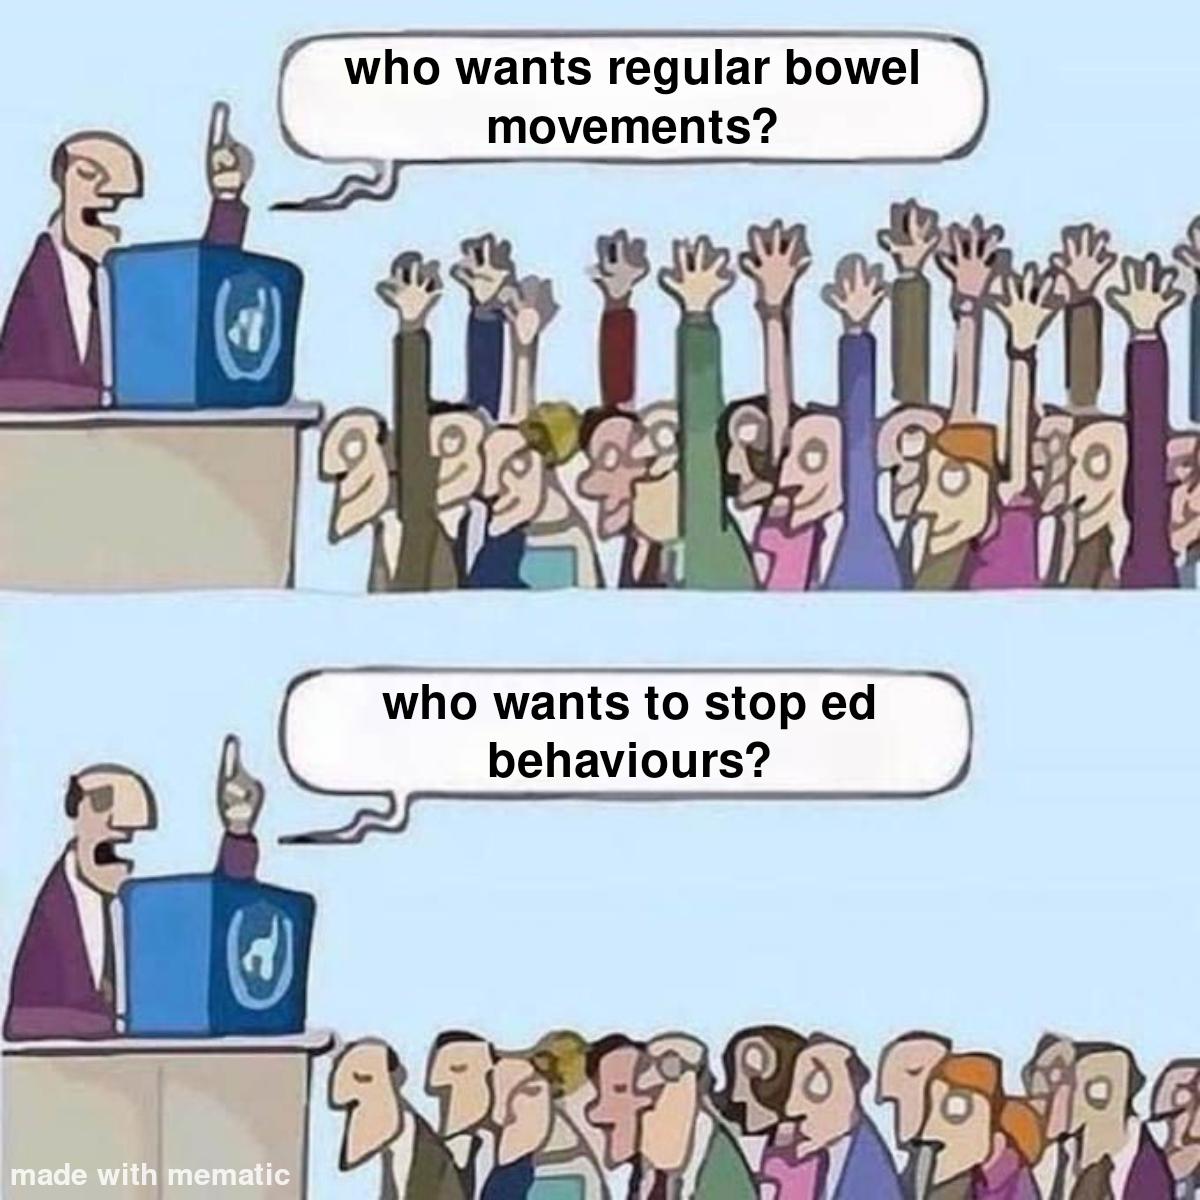 who wants regular bowel
movements?
who wants to stop ed
behaviours?
made with mematic